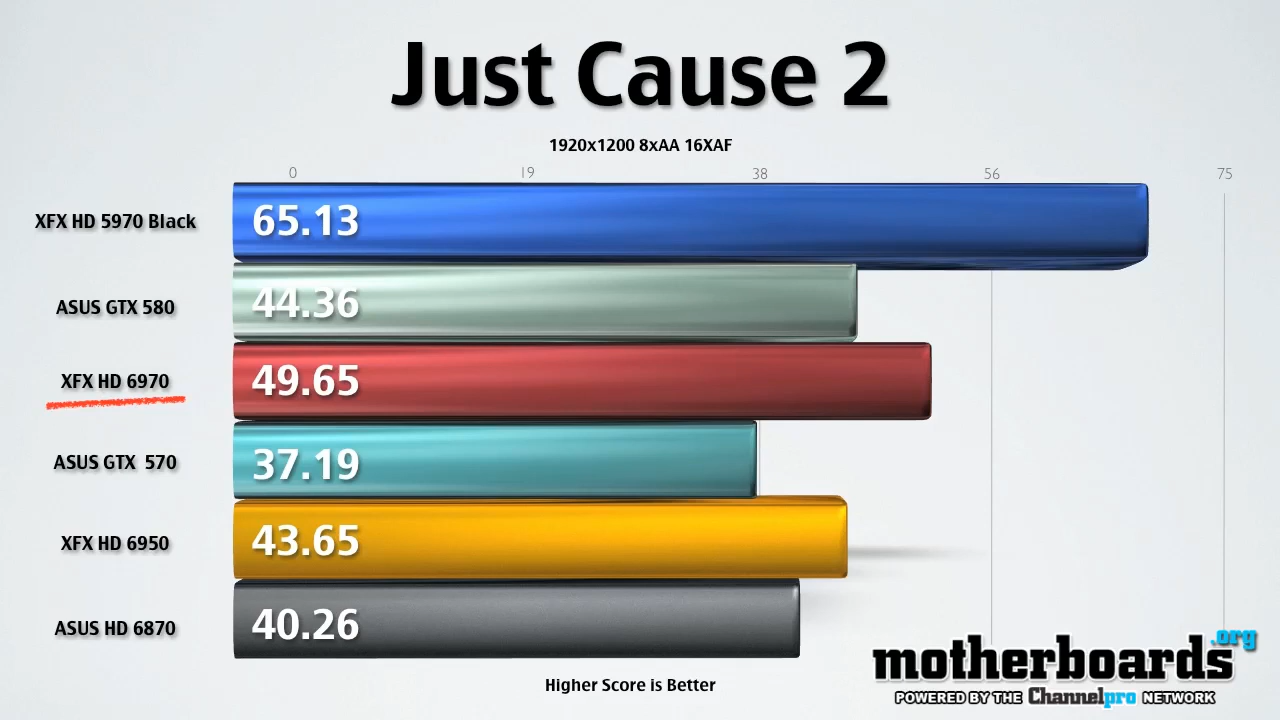 Just Cause 2
1920x1200 8xAA 16XAF
0 19 38 56 75
XFX HD 5970 Black 65.13
ASUS GTX 580 44.36
XFX HD 6970 49.65
ASUS GTX 570 37.19
XFX HD 6950 43.65
ASUS HD 6870 40.26
Higher Score is Better
motherboards.org
POWERED BY THE Channelpro NETWORK